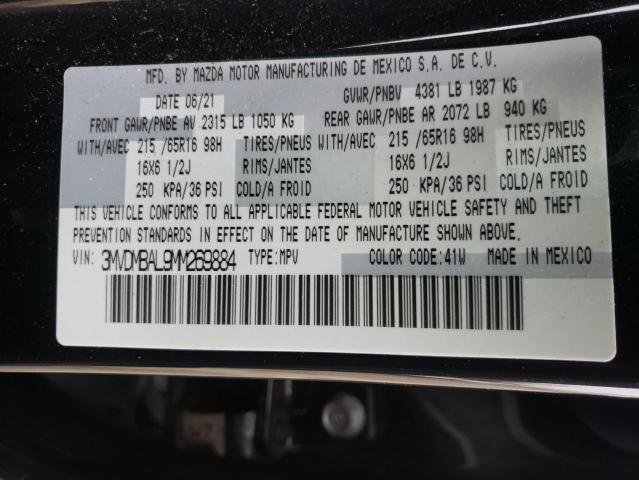 MFD. BY MAZDA MOTOR MANUFACTURING DE MEXICO S.A. DE C.V.
DATE 06/21 GVWR/PNBV 4381 LB 1987 KG
FRONT GAWR/PNBE AV 2315 LB 1050 KG REAR GAWR/PNBE AR 2072 LB 940 KG
WITH/AVEC 215 /65R16 98H TIRES/PNEUS WITH/AVEC 215 /65R16 98H TIRES/PNEUS
16X6 1/2J RIMS/JANTES 16X6 1/2J RIMS/JANTES
250 KPA/36 PSI COLD/A FROID 250 KPA/36 PSI COLD/A FROID
THIS VEHICLE CONFORMS TO ALL APPLICABLE FEDERAL MOTOR VEHICLE SAFETY AND THEFT
PREVENTION STANDARDS IN EFFECT ON THE DATE OF MANUFACTURE SHOWN ABOVE.
VIN: 3MVDMBAL9MM269884 TYPE:MPV COLOR CODE:41W MADE IN MEXICO